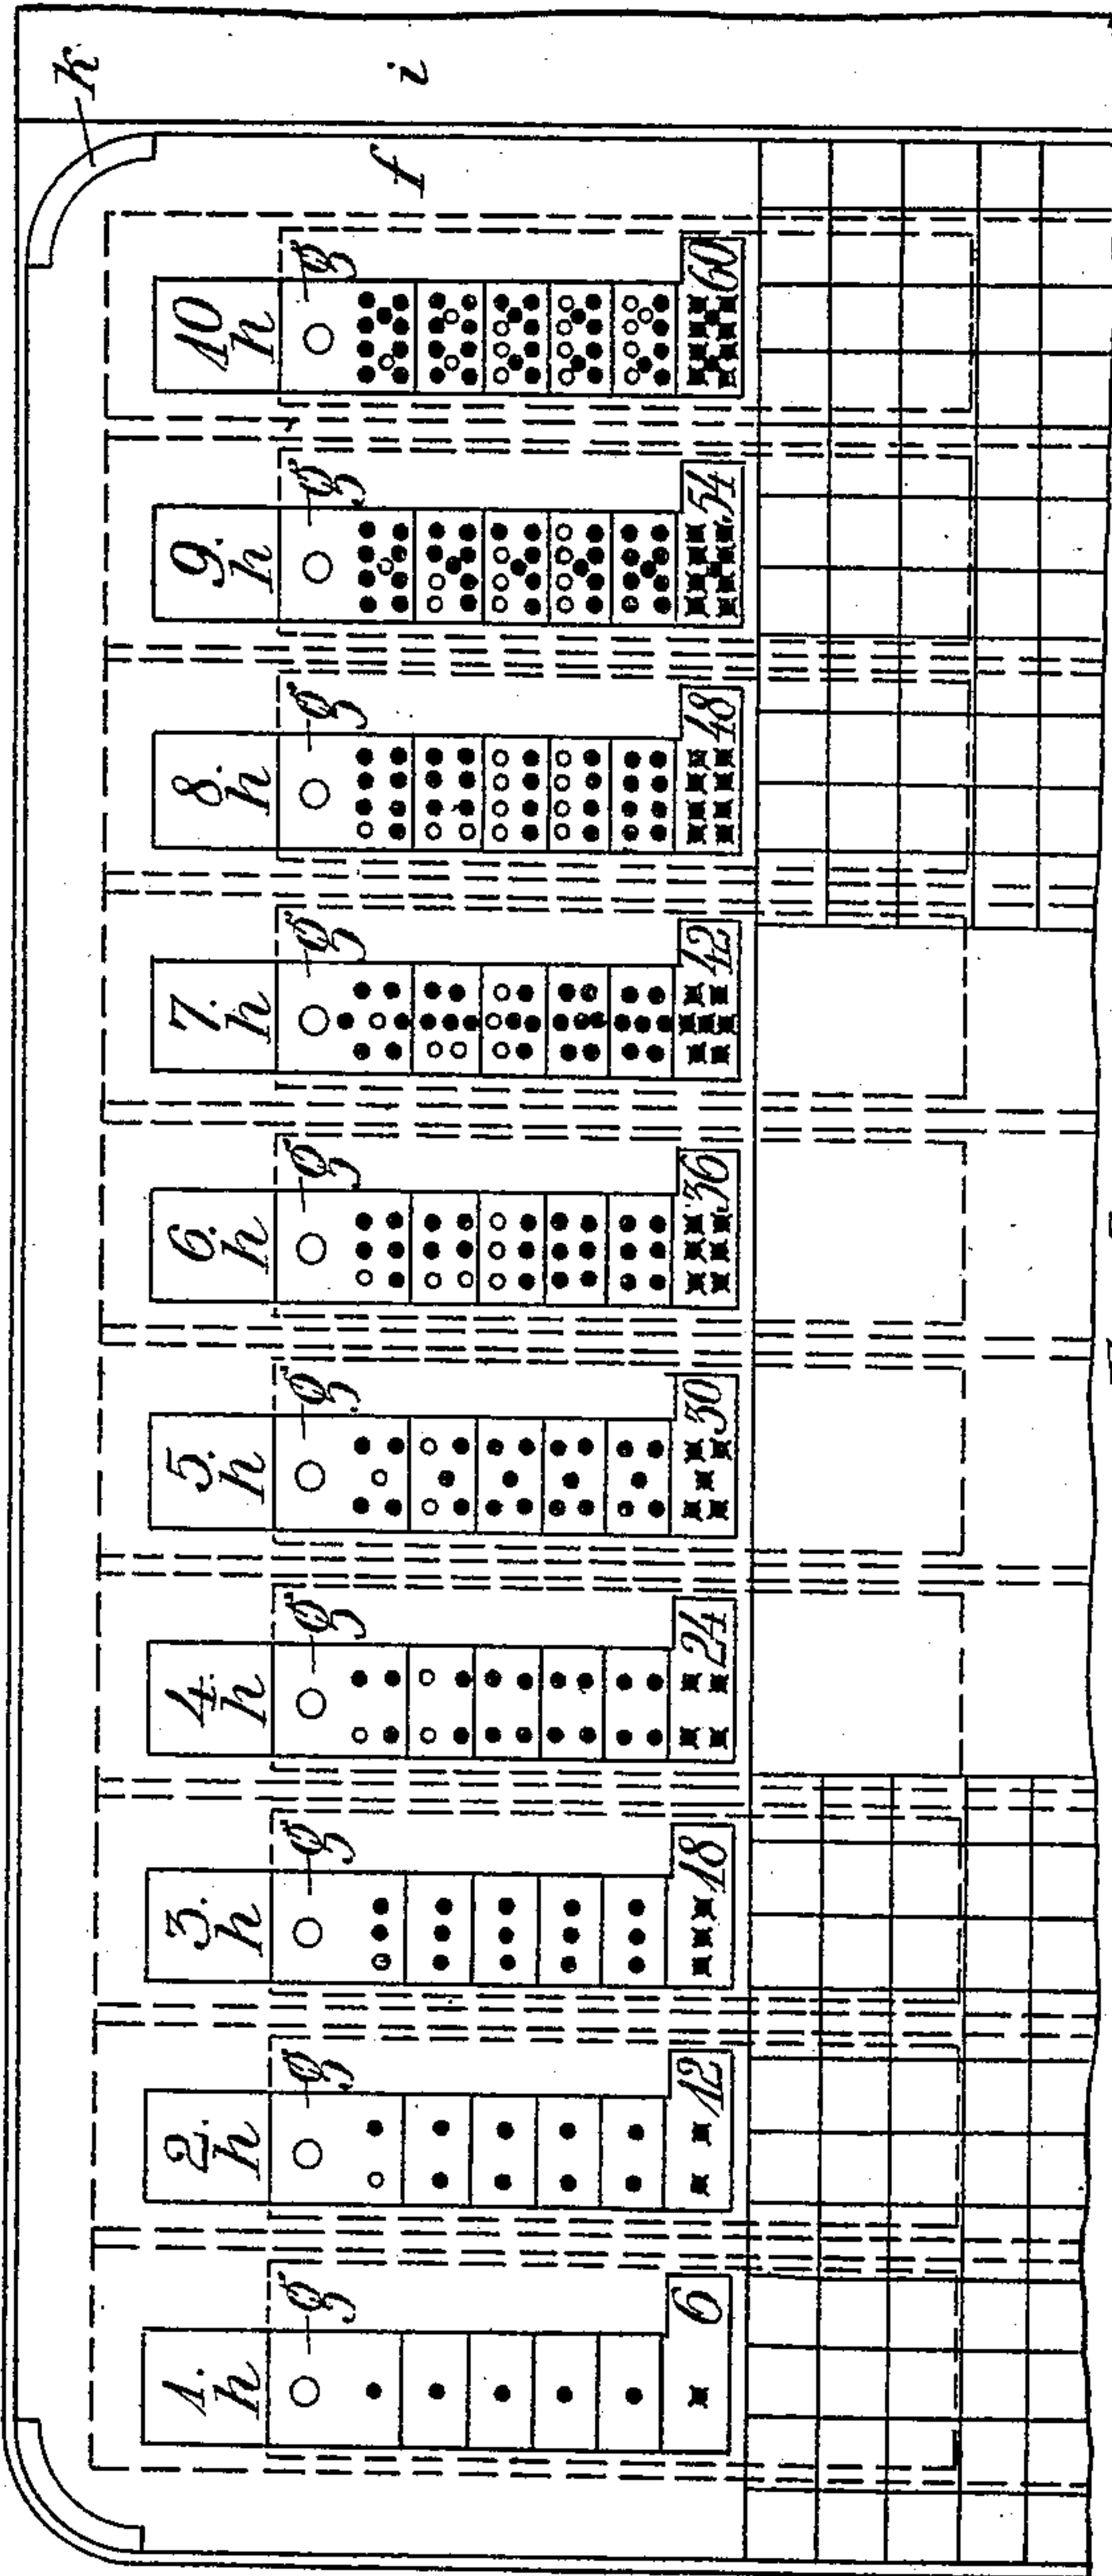 k
i
f
1. 2. 3. 4. 5. 6. 7. 8. 9. 10
h h h h h h h h h h
g g g g g g g g g g
6 12 18 24 30 36 42 48 54 60